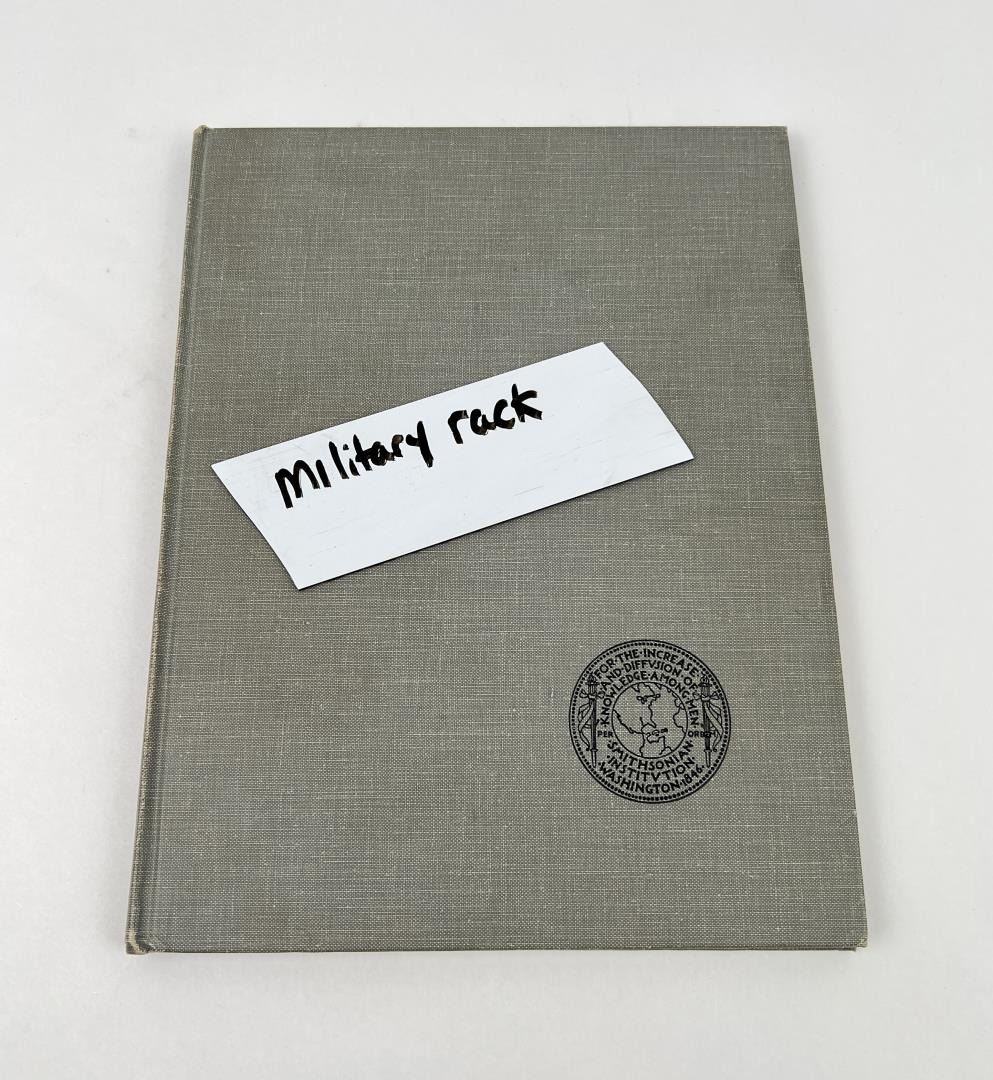 military rack
FOR·THE·INCREASE
AND·DIFFVSION·OF
·KNOWLEDGE·AMONG·MEN·
PER ORBEM
·SMITHSONIAN·
·INSTITVTION·
·WASHINGTON·1846·